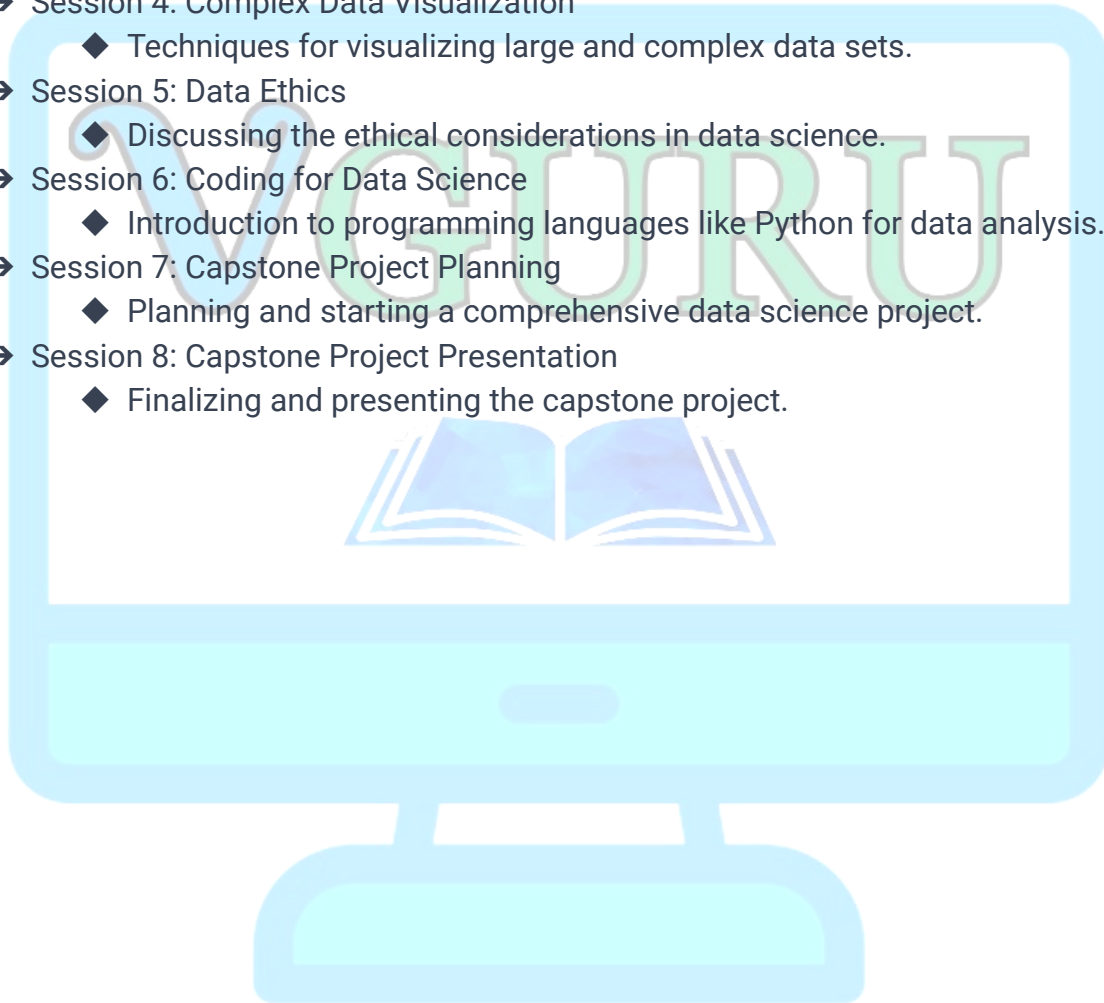 ➔ Session 4: Complex Data Visualization
◆ Techniques for visualizing large and complex data sets.
➔ Session 5: Data Ethics
◆ Discussing the ethical considerations in data science.
➔ Session 6: Coding for Data Science
◆ Introduction to programming languages like Python for data analysis.
➔ Session 7: Capstone Project Planning
◆ Planning and starting a comprehensive data science project.
➔ Session 8: Capstone Project Presentation
◆ Finalizing and presenting the capstone project.
VGURU